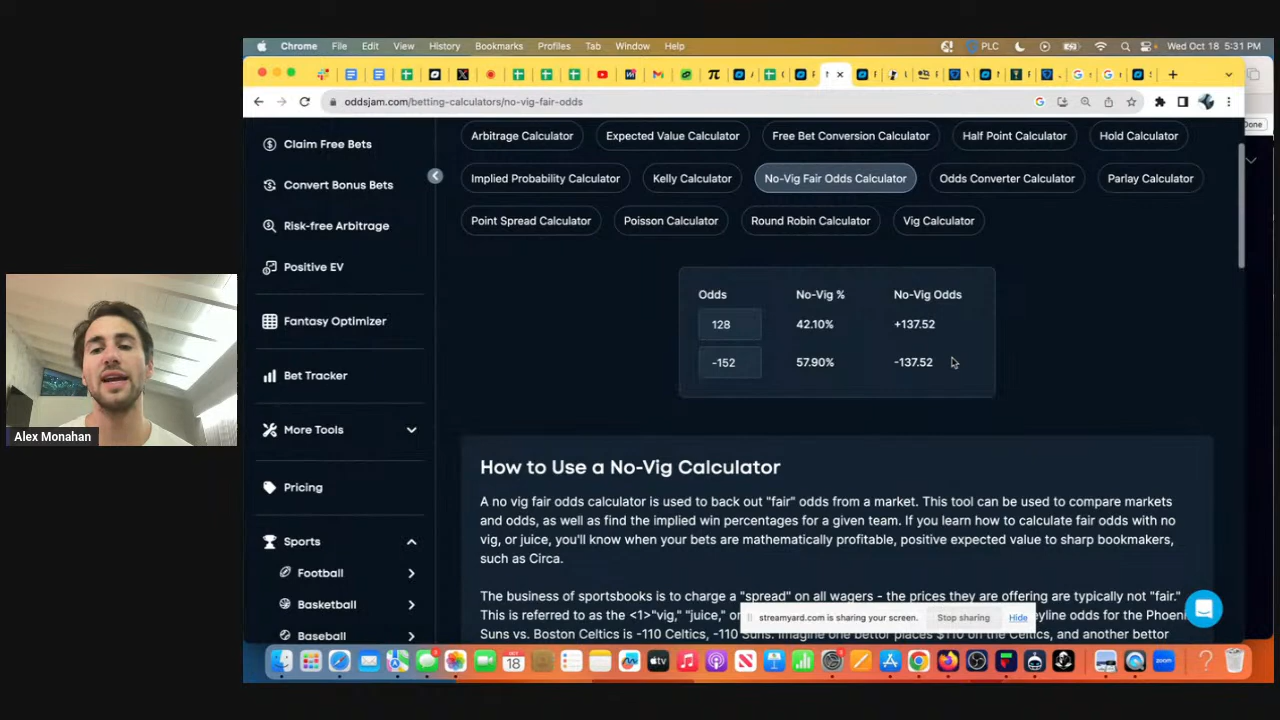 Chrome File Edit View History Bookmarks Profiles Tab Window Help PLC Wed Oct 18 5:31 PM
oddsjam.com/betting-calculators/no-vig-fair-odds
Done
Claim Free Bets
Convert Bonus Bets
Risk-free Arbitrage
Positive EV
Fantasy Optimizer
Bet Tracker
More Tools
Pricing
Sports
Football
Basketball
Baseball
Arbitrage Calculator Expected Value Calculator Free Bet Conversion Calculator Half Point Calculator Hold Calculator
Implied Probability Calculator Kelly Calculator No-Vig Fair Odds Calculator Odds Converter Calculator Parlay Calculator
Point Spread Calculator Poisson Calculator Round Robin Calculator Vig Calculator
Odds No-Vig % No-Vig Odds
128 42.10% +137.52
-152 57.90% -137.52
How to Use a No-Vig Calculator
A no vig fair odds calculator is used to back out "fair" odds from a market. This tool can be used to compare markets
and odds, as well as find the implied win percentages for a given team. If you learn how to calculate fair odds with no
vig, or juice, you'll know when your bets are mathematically profitable, positive expected value to sharp bookmakers,
such as Circa.
The business of sportsbooks is to charge a "spread" on all wagers - the prices they are offering are typically not "fair."
This is referred to as the <1>"vig," "juice," or
eyline odds for the Phoeni
Suns vs. Boston Celtics is -110 Celtics, -110 Suns. Imagine one bettor places $110 on the Celtics, and another bettor
streamyard.com is sharing your screen. Stop sharing Hide
Alex Monahan
OCT
18
tv
zoom